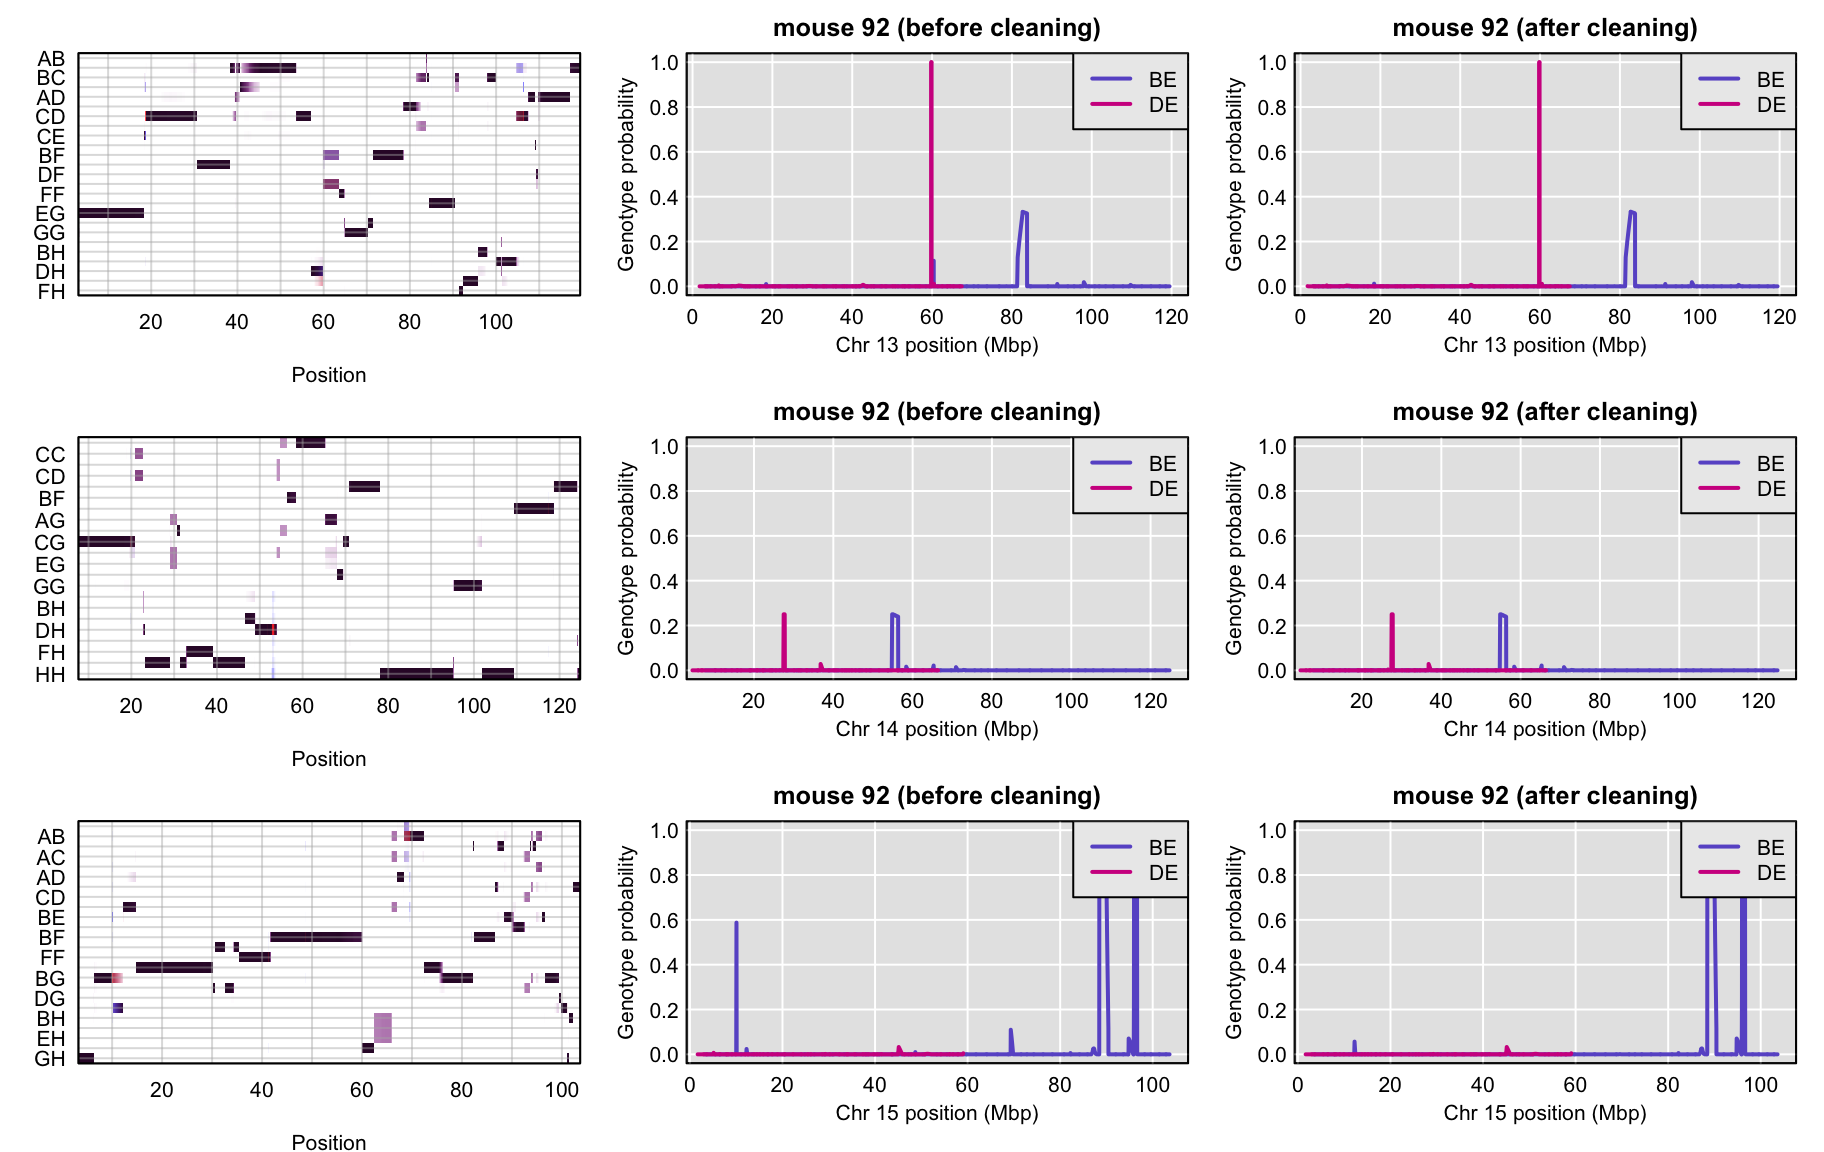 AB
BC
AD
CD
CE
BF
DF
FF
EG
GG
BH
DH
FH
20 40 60 80 100
Position
mouse 92 (before cleaning)
Genotype probability
1.0
0.8
0.6
0.4
0.2
0.0
BE
DE
0 20 40 60 80 100 120
Chr 13 position (Mbp)
mouse 92 (after cleaning)
Genotype probability
1.0
0.8
0.6
0.4
0.2
0.0
BE
DE
0 20 40 60 80 100 120
Chr 13 position (Mbp)
CC
CD
BF
AG
CG
EG
GG
BH
DH
FH
HH
20 40 60 80 100 120
Position
mouse 92 (before cleaning)
Genotype probability
1.0
0.8
0.6
0.4
0.2
0.0
BE
DE
20 40 60 80 100 120
Chr 14 position (Mbp)
mouse 92 (after cleaning)
Genotype probability
1.0
0.8
0.6
0.4
0.2
0.0
BE
DE
20 40 60 80 100 120
Chr 14 position (Mbp)
AB
AC
AD
CD
BE
BF
FF
BG
DG
BH
EH
GH
20 40 60 80 100
Position
mouse 92 (before cleaning)
Genotype probability
1.0
0.8
0.6
0.4
0.2
0.0
BE
DE
0 20 40 60 80 100
Chr 15 position (Mbp)
mouse 92 (after cleaning)
Genotype probability
1.0
0.8
0.6
0.4
0.2
0.0
BE
DE
0 20 40 60 80 100
Chr 15 position (Mbp)